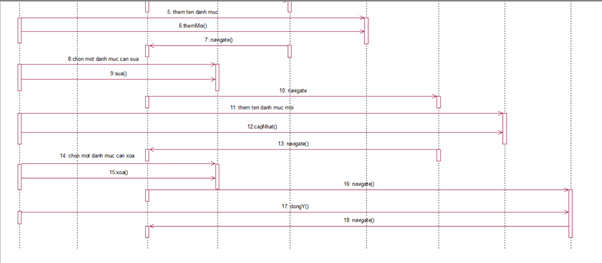 5: them ten danh muc
6:themMoi()
7: navigate()
8:chon mot danh muc can sua
9:sua()
10: navigate
11: them ten danh muc moi
12:capNhat()
13: navigate()
14: chon mot danh muc can xoa
15:xoa()
16: navigate()
17: dongY()
18: navigate()